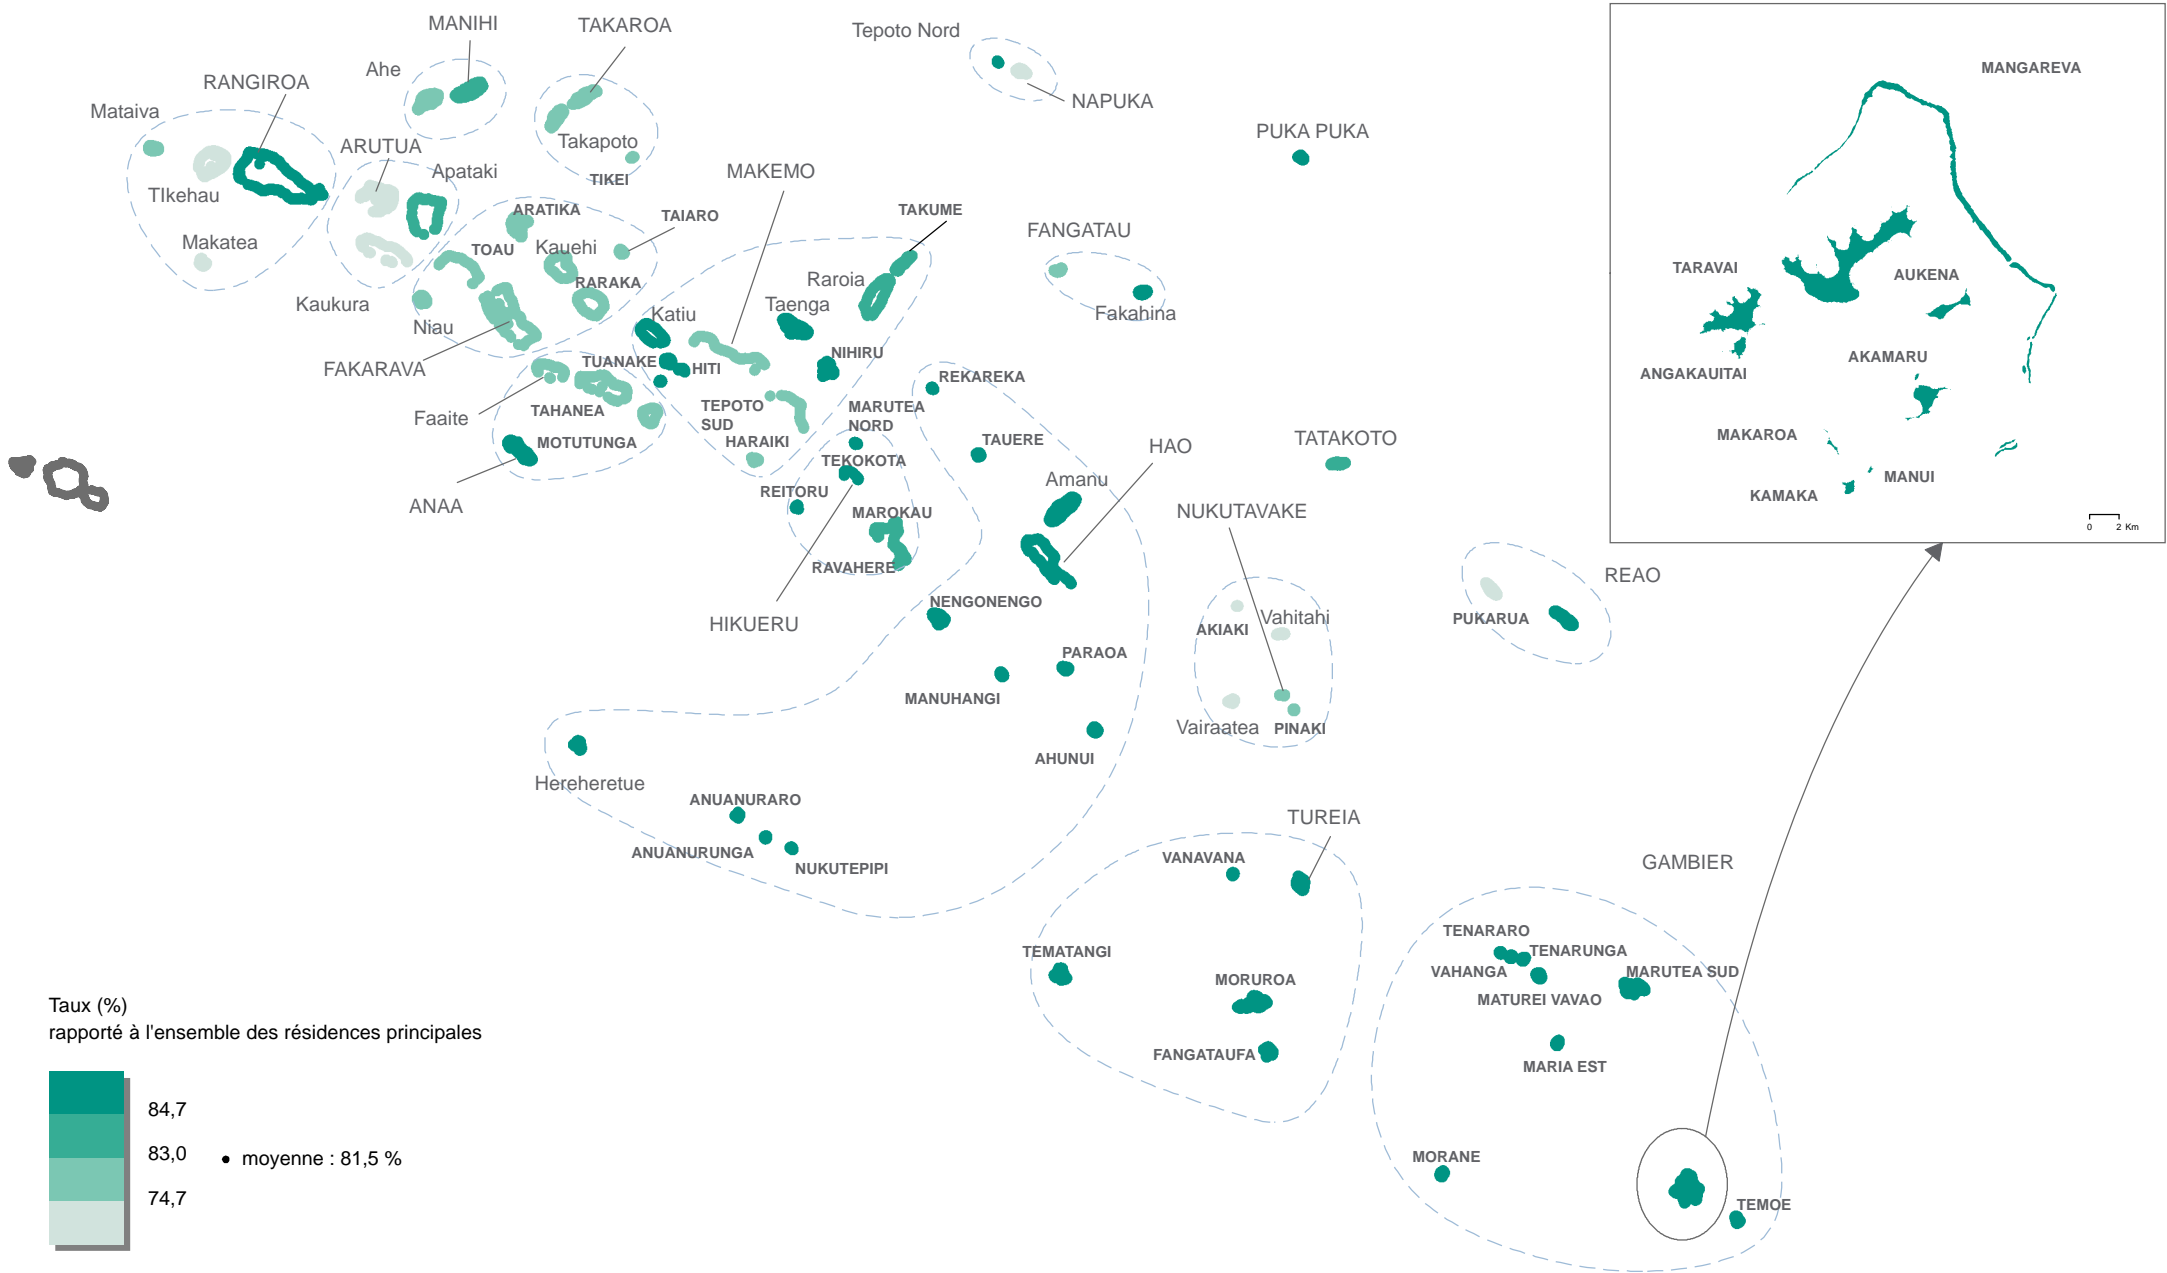 MANIHI
TAKAROA
Tepoto Nord
Ahe
RANGIROA
NAPUKA
Mataiva
MANGAREVA
PUKA PUKA
ARUTUA
Takapoto
Apataki
MAKEMO
TIKEI
TIkehau
ARATIKA
TAIARO
TAKUME
FANGATAU
Makatea
TOAU
Kauehi
TARAVAI
AUKENA
RARAKA
Raroia
Kaukura
Taenga
Niau
Katiu
Fakahina
NIHIRU
AKAMARU
FAKARAVA
TUANAKE
HITI
REKAREKA
ANGAKAUITAI
Faaite
TAHANEA
TEPOTO
SUD
MARUTEA
NORD
MOTUTUNGA
HARAIKI
TAUERE
HAO
TATAKOTO
MAKAROA
TEKOKOTA
Amanu
MANUI
REITORU
KAMAKA
ANAA
MAROKAU
NUKUTAVAKE
0 2 Km
RAVAHERE
REAO
NENGONENGO
HIKUERU
AKIAKI
Vahitahi
PUKARUA
PARAOA
MANUHANGI
Vairaatea
PINAKI
AHUNUI
Hereheretue
ANUANURARO
TUREIA
ANUANURUNGA
NUKUTEPIPI
VANAVANA
GAMBIER
TENARARO
TENARUNGA
TEMATANGI
VAHANGA
MARUTEA SUD
MORUROA
MATUREI VAVAO
FANGATAUFA
MARIA EST
MORANE
TEMOE
Taux (%)
rapporté à l'ensemble des résidences principales
84,7
83,0
moyenne : 81,5 %
74,7